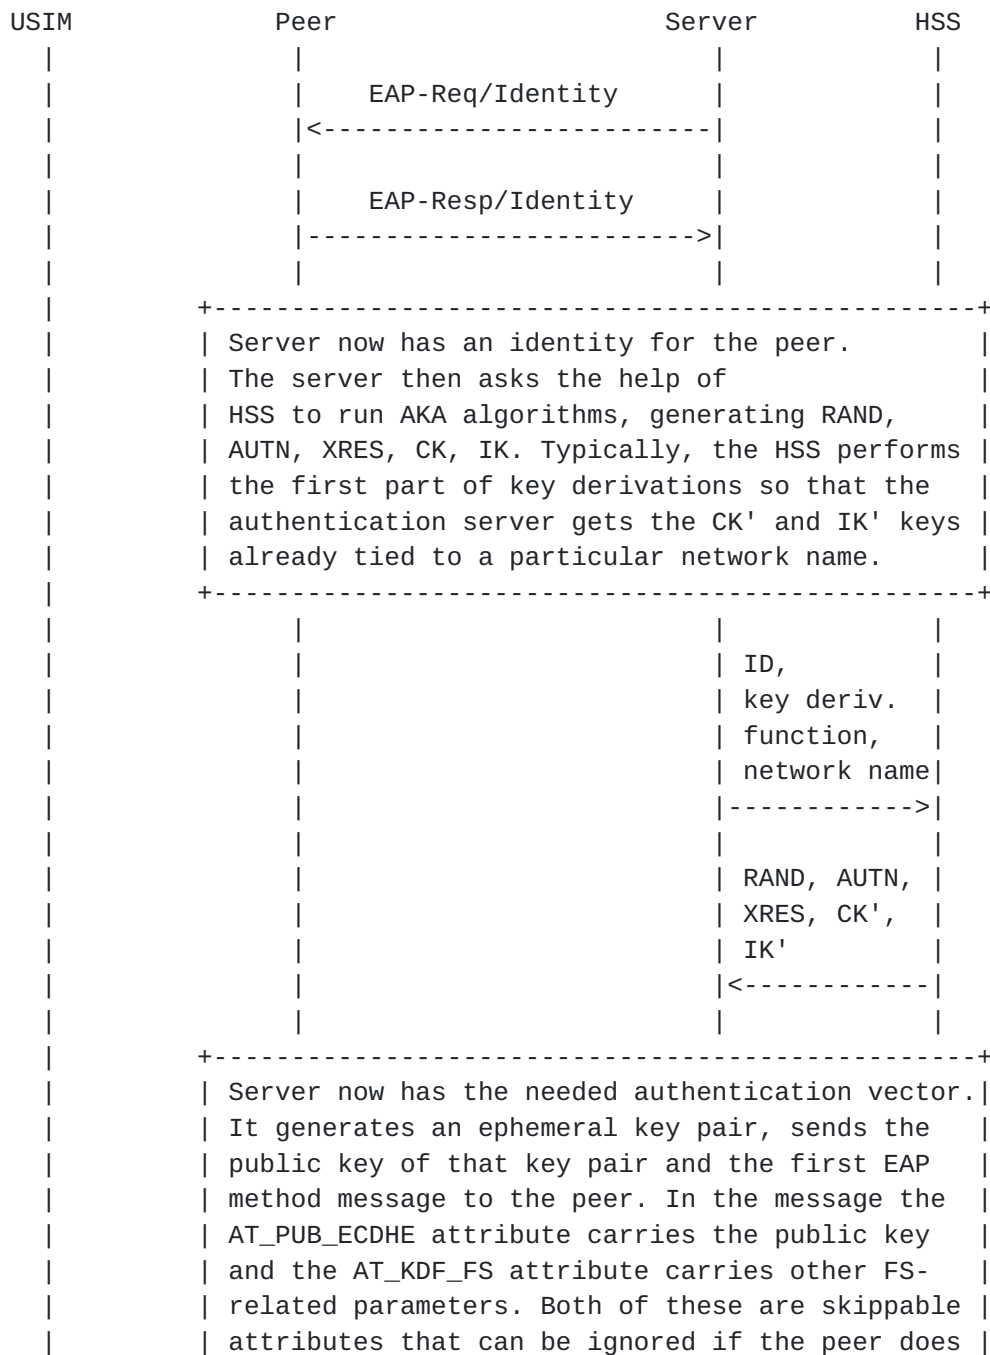 USIM Peer Server HSS
EAP-Req/Identity
EAP-Resp/Identity
Server now has an identity for the peer.
The server then asks the help of
HSS to run AKA algorithms, generating RAND,
AUTN, XRES, CK, IK. Typically, the HSS performs
the first part of key derivations so that the
authentication server gets the CK' and IK' keys
already tied to a particular network name.
ID,
key deriv.
function,
network name
RAND, AUTN,
XRES, CK',
IK'
Server now has the needed authentication vector.
It generates an ephemeral key pair, sends the
public key of that key pair and the first EAP
method message to the peer. In the message the
AT_PUB_ECDHE attribute carries the public key
and the AT_KDF_FS attribute carries other FS-
related parameters. Both of these are skippable
attributes that can be ignored if the peer does